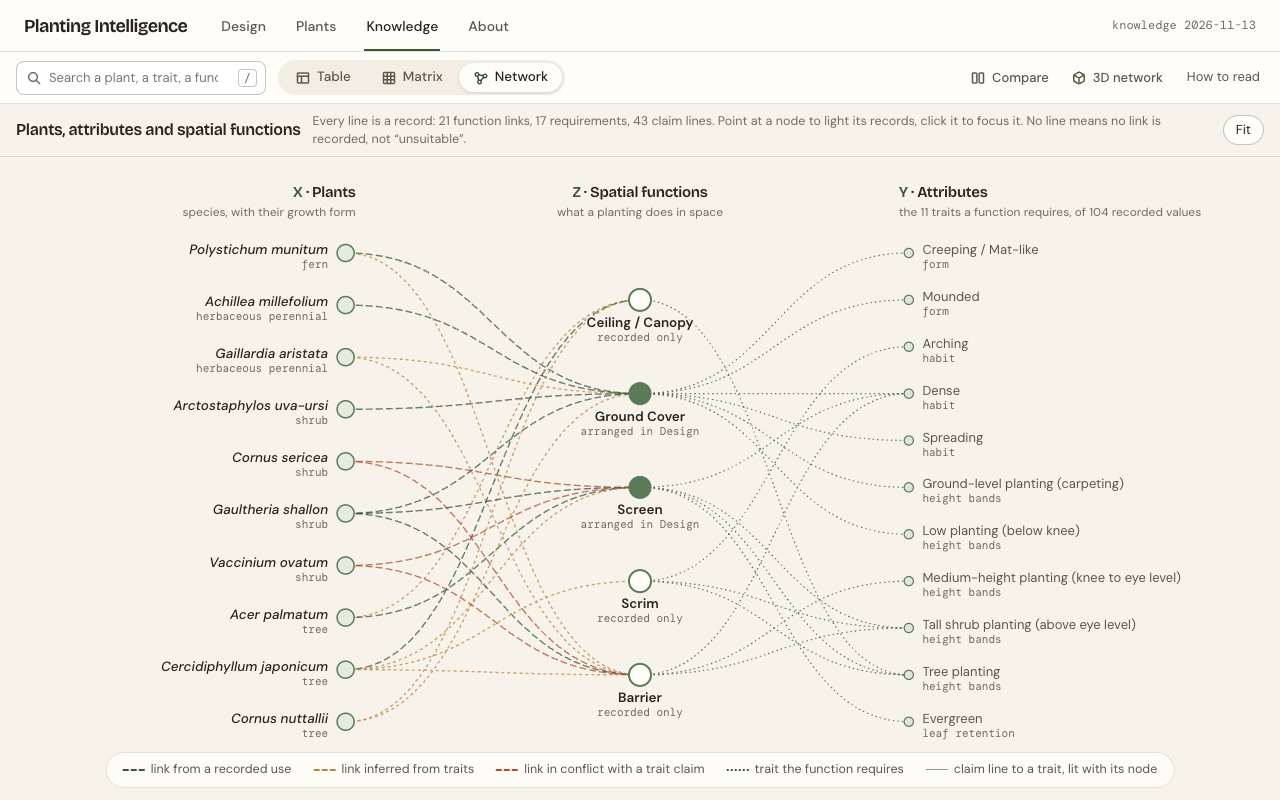 Planting Intelligence
Design
Plants
Knowledge
About
knowledge 2026-11-13
Search a plant, a trait, a func
/
Table
Matrix
Network
Compare
3D network
How to read
Plants, attributes and spatial functions
Every line is a record: 21 function links, 17 requirements, 43 claim lines. Point at a node to light its records, click it to focus it. No line means no link is
recorded, not “unsuitable”.
Fit
X · Plants
species, with their growth form
Z · Spatial functions
what a planting does in space
Y · Attributes
the 11 traits a function requires, of 104 recorded values
Polystichum munitum
fern
Achillea millefolium
herbaceous perennial
Gaillardia aristata
herbaceous perennial
Arctostaphylos uva-ursi
shrub
Cornus sericea
shrub
Gaultheria shallon
shrub
Vaccinium ovatum
shrub
Acer palmatum
tree
Cercidiphyllum japonicum
tree
Cornus nuttallii
tree
Ceiling / Canopy
recorded only
Ground Cover
arranged in Design
Screen
arranged in Design
Scrim
recorded only
Barrier
recorded only
Creeping / Mat-like
form
Mounded
form
Arching
habit
Dense
habit
Spreading
habit
Ground-level planting (carpeting)
height bands
Low planting (below knee)
height bands
Medium-height planting (knee to eye level)
height bands
Tall shrub planting (above eye level)
height bands
Tree planting
height bands
Evergreen
leaf retention
link from a recorded use
link inferred from traits
link in conflict with a trait claim
trait the function requires
claim line to a trait, lit with its node